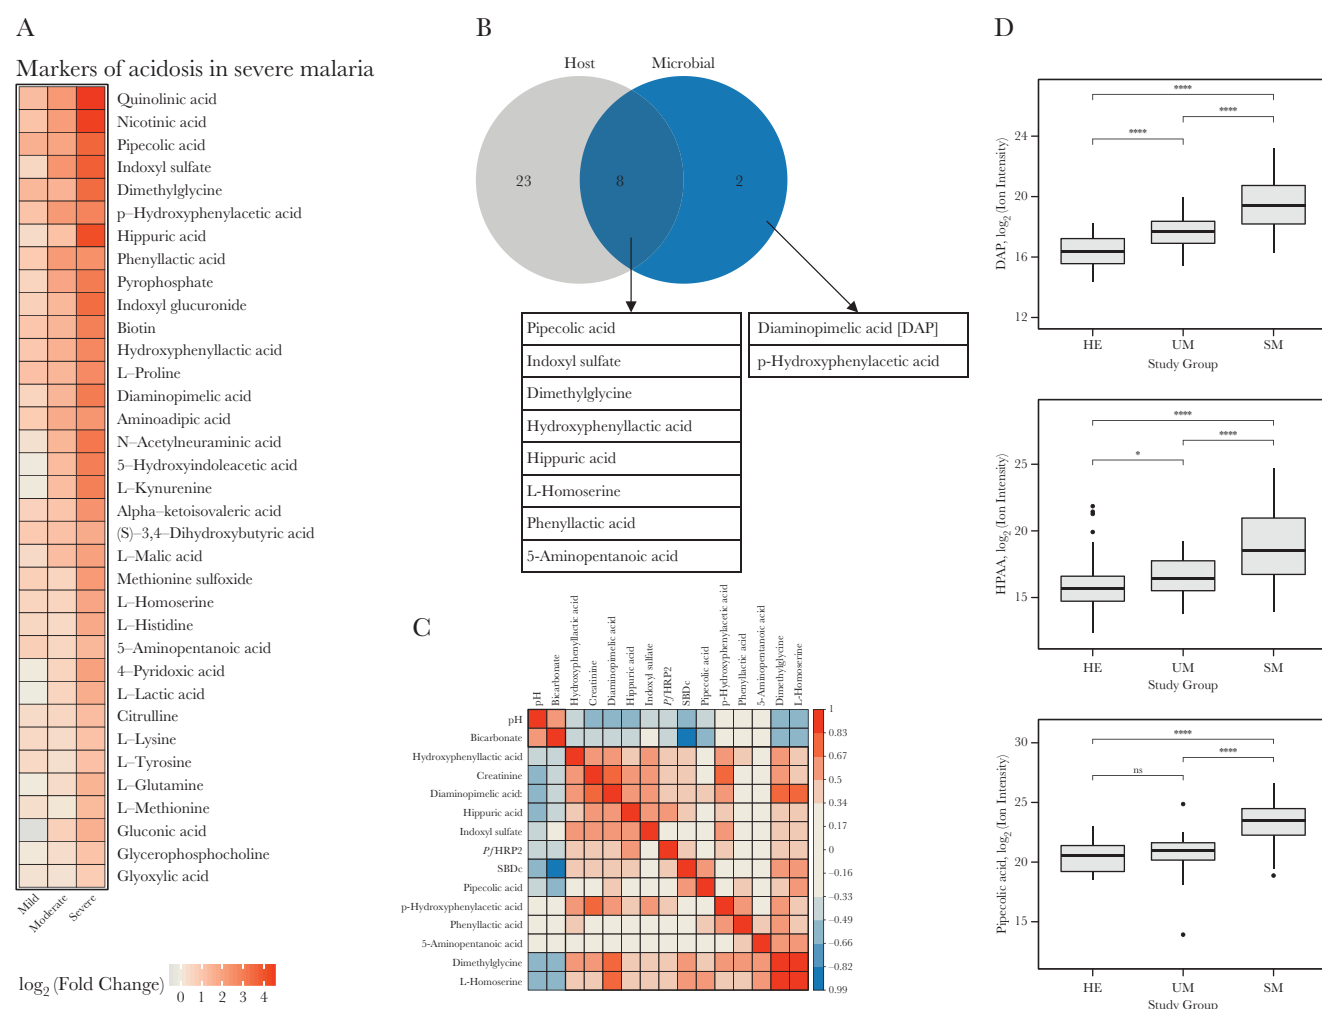 A
Markers of acidosis in severe malaria
Quinolinic acid
Nicotinic acid
Pipecolic acid
Indoxyl sulfate
Dimethylglycine
p–Hydroxyphenylacetic acid
Hippuric acid
Phenyllactic acid
Pyrophosphate
Indoxyl glucuronide
Biotin
Hydroxyphenyllactic acid
L–Proline
Diaminopimelic acid
Aminoadipic acid
N–Acetylneuraminic acid
5–Hydroxyindoleacetic acid
L–Kynurenine
Alpha–ketoisovaleric acid
(S)–3,4–Dihydroxybutyric acid
L–Malic acid
Methionine sulfoxide
L–Homoserine
L–Histidine
5–Aminopentanoic acid
4–Pyridoxic acid
L–Lactic acid
Citrulline
L–Lysine
L–Tyrosine
L–Glutamine
L–Methionine
Gluconic acid
Glycerophosphocholine
Glyoxylic acid
Mild
Moderate
Severe
log2 (Fold Change)
0 1 2 3 4
B
Host
Microbial
23
8
2
Pipecolic acid
Indoxyl sulfate
Dimethylglycine
Hydroxyphenyllactic acid
Hippuric acid
L-Homoserine
Phenyllactic acid
5-Aminopentanoic acid
Diaminopimelic acid [DAP]
p-Hydroxyphenylacetic acid
C
pH
Bicarbonate
Hydroxyphenyllactic acid
Creatinine
Diaminopimelic acid
Hippuric acid
Indoxyl sulfate
PfHRP2
SBDc
Pipecolic acid
p-Hydroxyphenylacetic acid
Phenyllactic acid
5-Aminopentanoic acid
Dimethylglycine
L-Homoserine
pH
Bicarbonate
Hydroxyphenyllactic acid
Creatinine
Diaminopimelic acid:
Hippuric acid
Indoxyl sulfate
PfHRP2
SBDc
Pipecolic acid
p-Hydroxyphenylacetic acid
Phenyllactic acid
5-Aminopentanoic acid
Dimethylglycine
L-Homoserine
1
0.83
0.67
0.5
0.34
0.17
0
–0.16
–0.33
–0.49
–0.66
–0.82
0.99
D
DAP, log2 (Ion Intensity)
24
20
16
12
****
****
****
HE UM SM
Study Group
HPAA, log2 (Ion Intensity)
25
20
15
****
****
*
HE UM SM
Study Group
Pipecolic acid, log2 (Ion Intensity)
30
25
20
15
****
****
ns
HE UM SM
Study Group